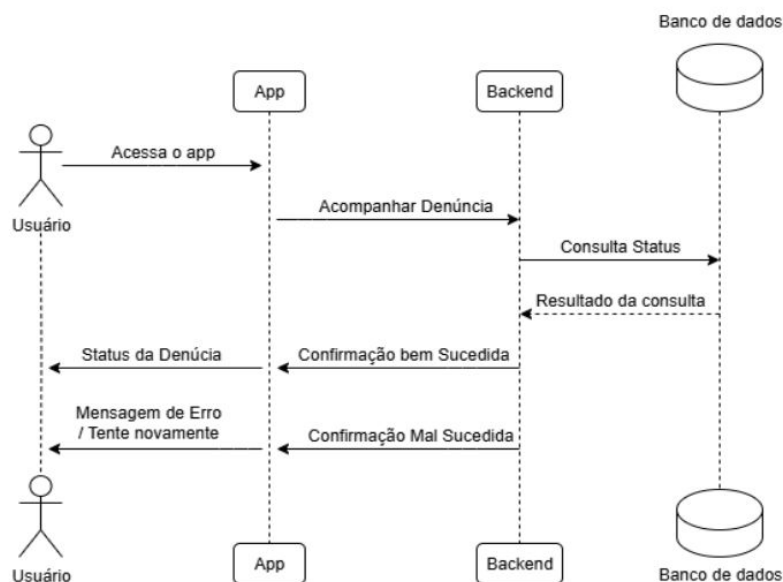 Banco de dados
App
Backend
Acessa o app
Usuário
Acompanhar Denúncia
Consulta Status
Resultado da consulta
Status da Denúcia
Confirmação bem Sucedida
Mensagem de Erro
/ Tente novamente
Confirmação Mal Sucedida
Usuário
App
Backend
Banco de dados